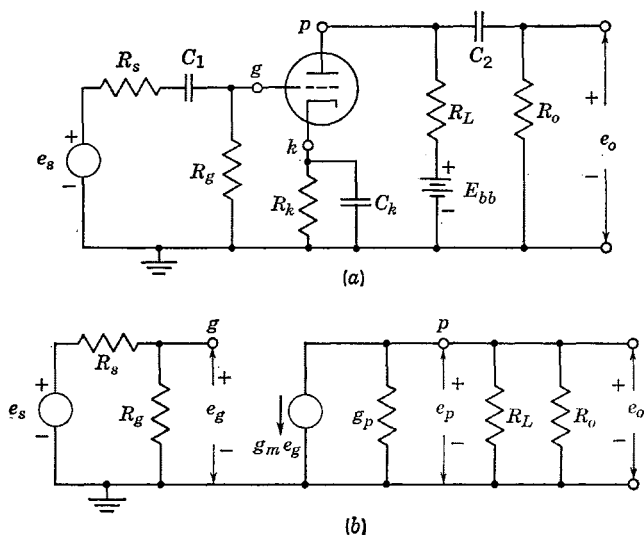 p
R_s
C_1
g
C_2
k
R_L
R_o
+
e_o
−
+
e_s
−
R_g
R_k
C_k
+
E_bb
−
(a)
g
p
R_s
+
e_s
−
R_g
+
e_g
−
g_m e_g
g_p
+
e_p
−
R_L
R_o
+
e_o
−
(b)